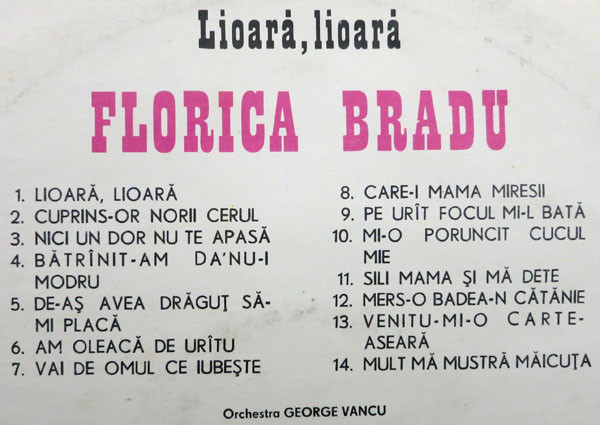 Lioară, lioară
FLORICA BRADU
1. LIOARĂ, LIOARĂ
2. CUPRINS-OR NORII CERUL
3. NICI UN DOR NU TE APASĂ
4. BĂTRÎNIT-AM DA'NU-I
MODRU
5. DE-AŞ AVEA DRĂGUŢ SĂ-
MI PLACĂ
6. AM OLEACĂ DE URÎTU
7. VAI DE OMUL CE IUBEŞTE
8. CARE-I MAMA MIRESII
9. PE URÎT FOCUL MI-L BATĂ
10. MI-O PORUNCIT CUCUL
MIE
11. SILI MAMA ŞI MĂ DETE
12. MERS-O BADEA-N CĂTĂNIE
13. VENITU-MI-O CARTE-
ASEARĂ
14. MULT MĂ MUSTRĂ MĂICUŢA
Orchestra GEORGE VANCU